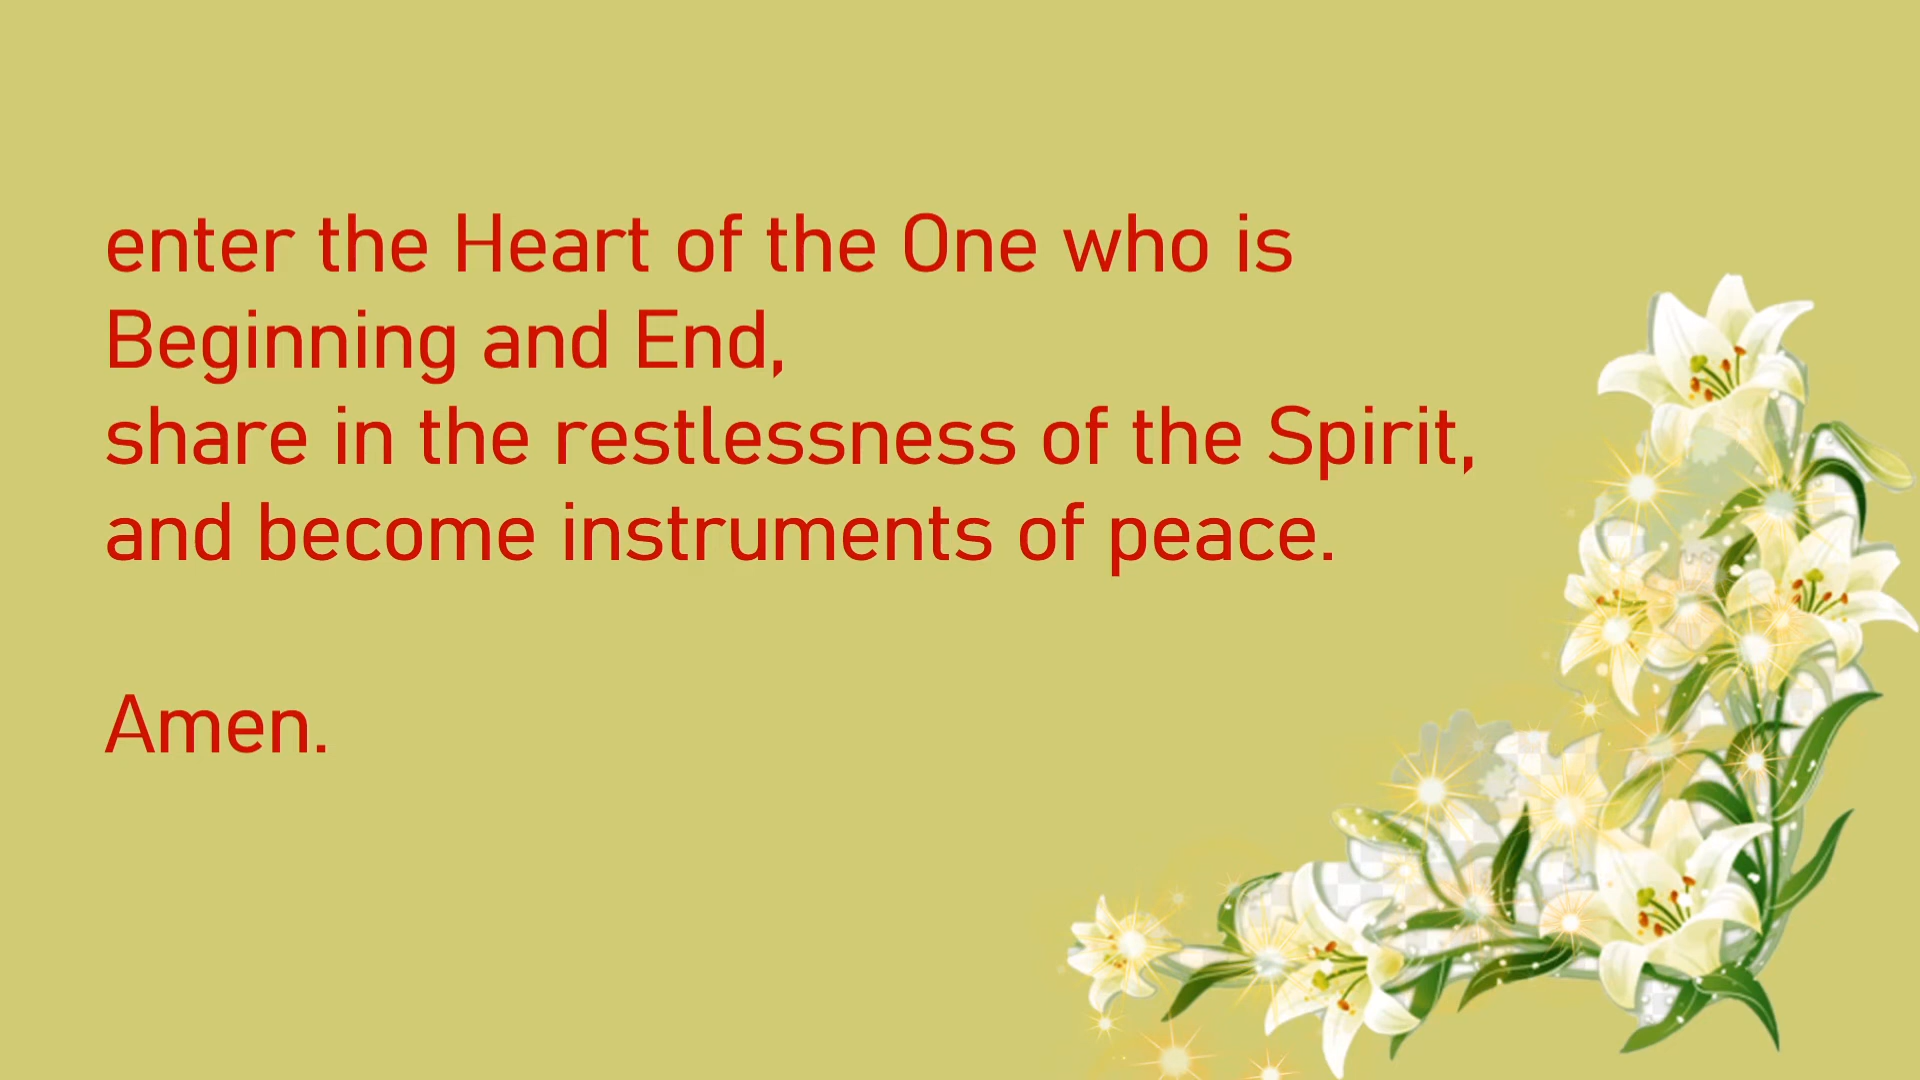 enter the Heart of the One who is
Beginning and End,
share in the restlessness of the Spirit,
and become instruments of peace.
Amen.